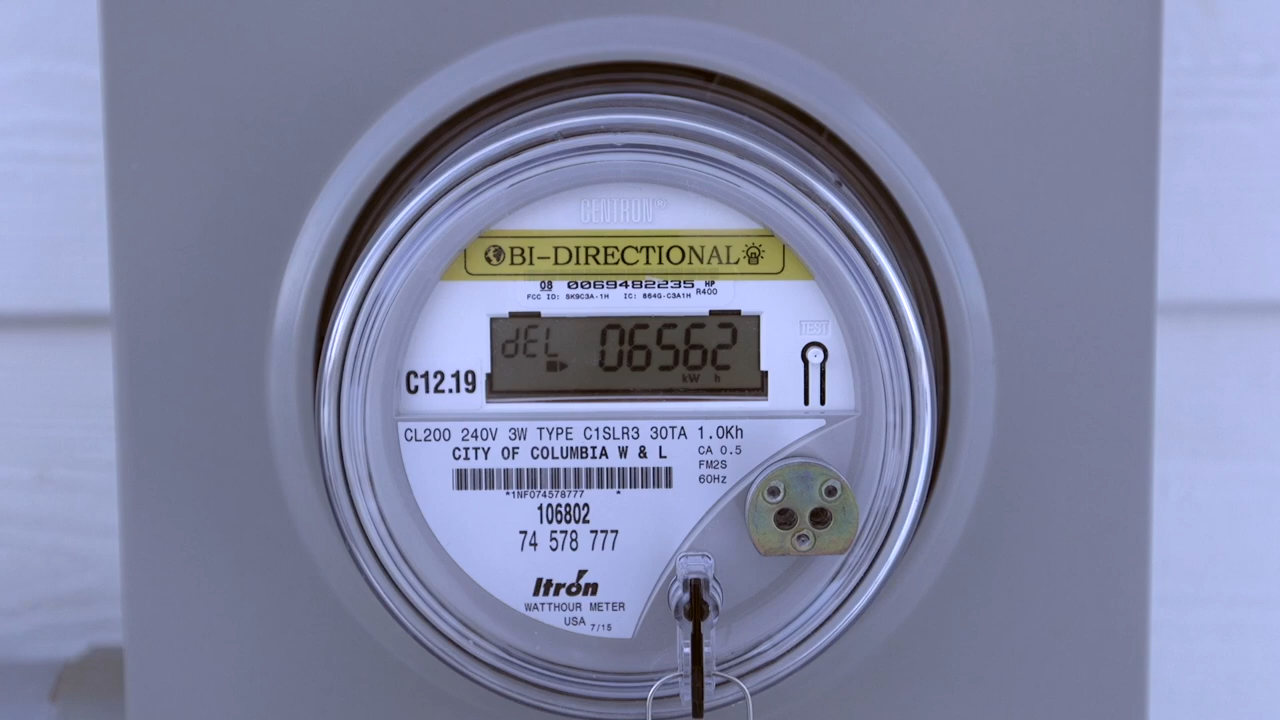 CENTRON(R)
BI-DIRECTIONAL
08 0069482235 HP
FCC ID: SK9C3A-1H IC: 864G-C3A1H R400
dEL 06562
kW h
TEST
C12.19
CL200 240V 3W TYPE C1SLR3 30TA 1.0Kh
CITY OF COLUMBIA W & L
CA 0.5
FM2S
60Hz
*1NF074578777 *
106802
74 578 777
Itron
WATTHOUR METER
USA 7/15